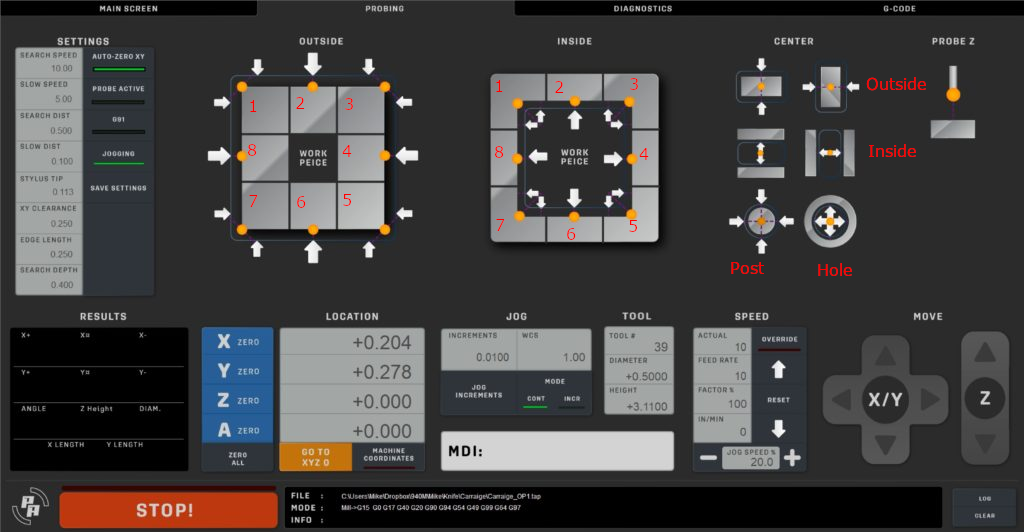 MAIN SCREEN PROBING DIAGNOSTICS G-CODE
SETTINGS OUTSIDE INSIDE CENTER PROBE Z
SEARCH SPEED
10.00
AUTO-ZERO XY
SLOW SPEED
5.00
PROBE ACTIVE
SEARCH DIST
0.500
G91
SLOW DIST
0.100
JOGGING
STYLUS TIP
0.113
SAVE SETTINGS
XY CLEARANCE
0.250
EDGE LENGTH
0.250
SEARCH DEPTH
0.400
1 2 3
8 WORK 4
PEICE
7 6 5
1 2 3
8 WORK 4
PEICE
7 6 5
Outside
Inside
Post Hole
RESULTS
X+ X¤ X-
Y+ Y¤ Y-
ANGLE Z Height DIAM.
X LENGTH Y LENGTH
LOCATION
X ZERO +0.204
Y ZERO +0.278
Z ZERO +0.000
A ZERO +0.000
ZERO
ALL
GO TO
XYZ 0
MACHINE
COORDINATES
JOG
INCREMENTS WCS
0.0100 1.00
JOG
INCREMENTS
MODE
CONT INCR
MDI:
TOOL
TOOL #
39
DIAMETER
+0.5000
HEIGHT
+3.1100
SPEED
ACTUAL
10
OVERRIDE
FEED RATE
10
FACTOR %
100
RESET
IN/MIN
0
JOG SPEED %
20.0
MOVE
X/Y Z
STOP!
FILE : C:\Users\Mike\Dropbox\940M\Mike\Knife\Carraige\Carraige_OP1.tap
MODE : Mill->G15 G0 G17 G40 G20 G90 G94 G54 G49 G99 G64 G97
INFO :
LOG
CLEAR